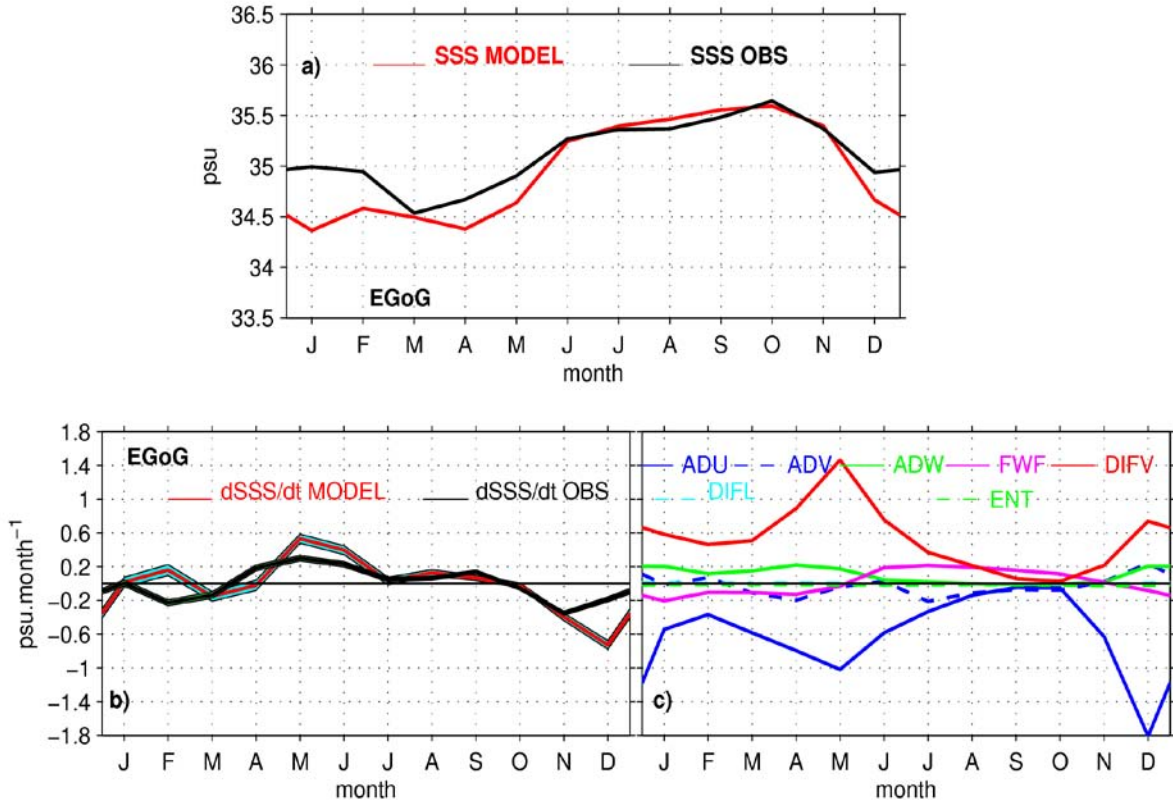 36.5
36
35.5
35
34.5
34
33.5
psu
a)
SSS MODEL
SSS OBS
EGoG
J F M A M J J A S O N D
month
1.8
1.4
1
0.6
0.2
−0.2
−0.6
−1
−1.4
−1.8
psu.month−1
EGoG
dSSS/dt MODEL
dSSS/dt OBS
b)
J F M A M J J A S O N D
month
ADU ADV ADW FWF DIFV
DIFL ENT
c)
J F M A M J J A S O N D
month